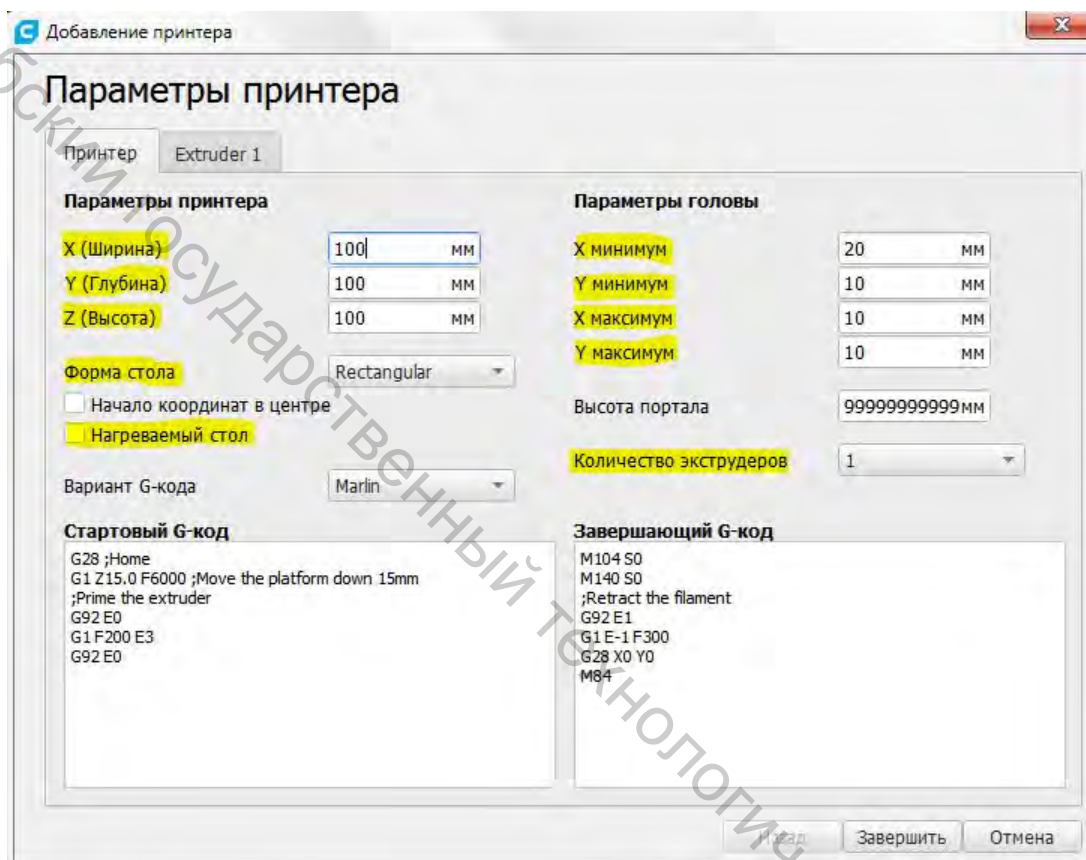 Добавление принтера
Параметры принтера
Принтер
Extruder 1
Параметры принтера
X (Ширина)
100 мм
Y (Глубина)
100 мм
Z (Высота)
100 мм
Форма стола
Rectangular
Начало координат в центре
Нагреваемый стол
Вариант G-кода
Marlin
Параметры головы
X минимум
20 мм
Y минимум
10 мм
X максимум
10 мм
Y максимум
10 мм
Высота портала
99999999999мм
Количество экструдеров
1
Стартовый G-код
G28 ;Home
G1 Z15.0 F6000 ;Move the platform down 15mm
;Prime the extruder
G92 E0
G1 F200 E3
G92 E0
Завершающий G-код
M104 S0
M140 S0
;Retract the filament
G92 E1
G1 E-1 F300
G28 X0 Y0
M84
Назад
Завершить
Отмена
государственный